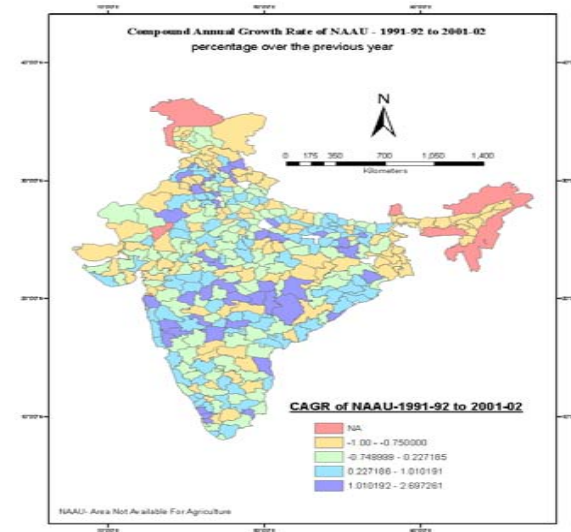 Compound Annual Growth Rate of NAAU - 1991-92 to 2001-02
percentage over the previous year
N
0 175 350 700 1,050 1,400
Kilometers
CAGR of NAAU-1991-92 to 2001-02
NA
-1.00 - -0.750000
-0.749999 - 0.227185
0.227186 - 1.010191
1.010192 - 2.697261
NAAU- Area Not Available For Agriculture